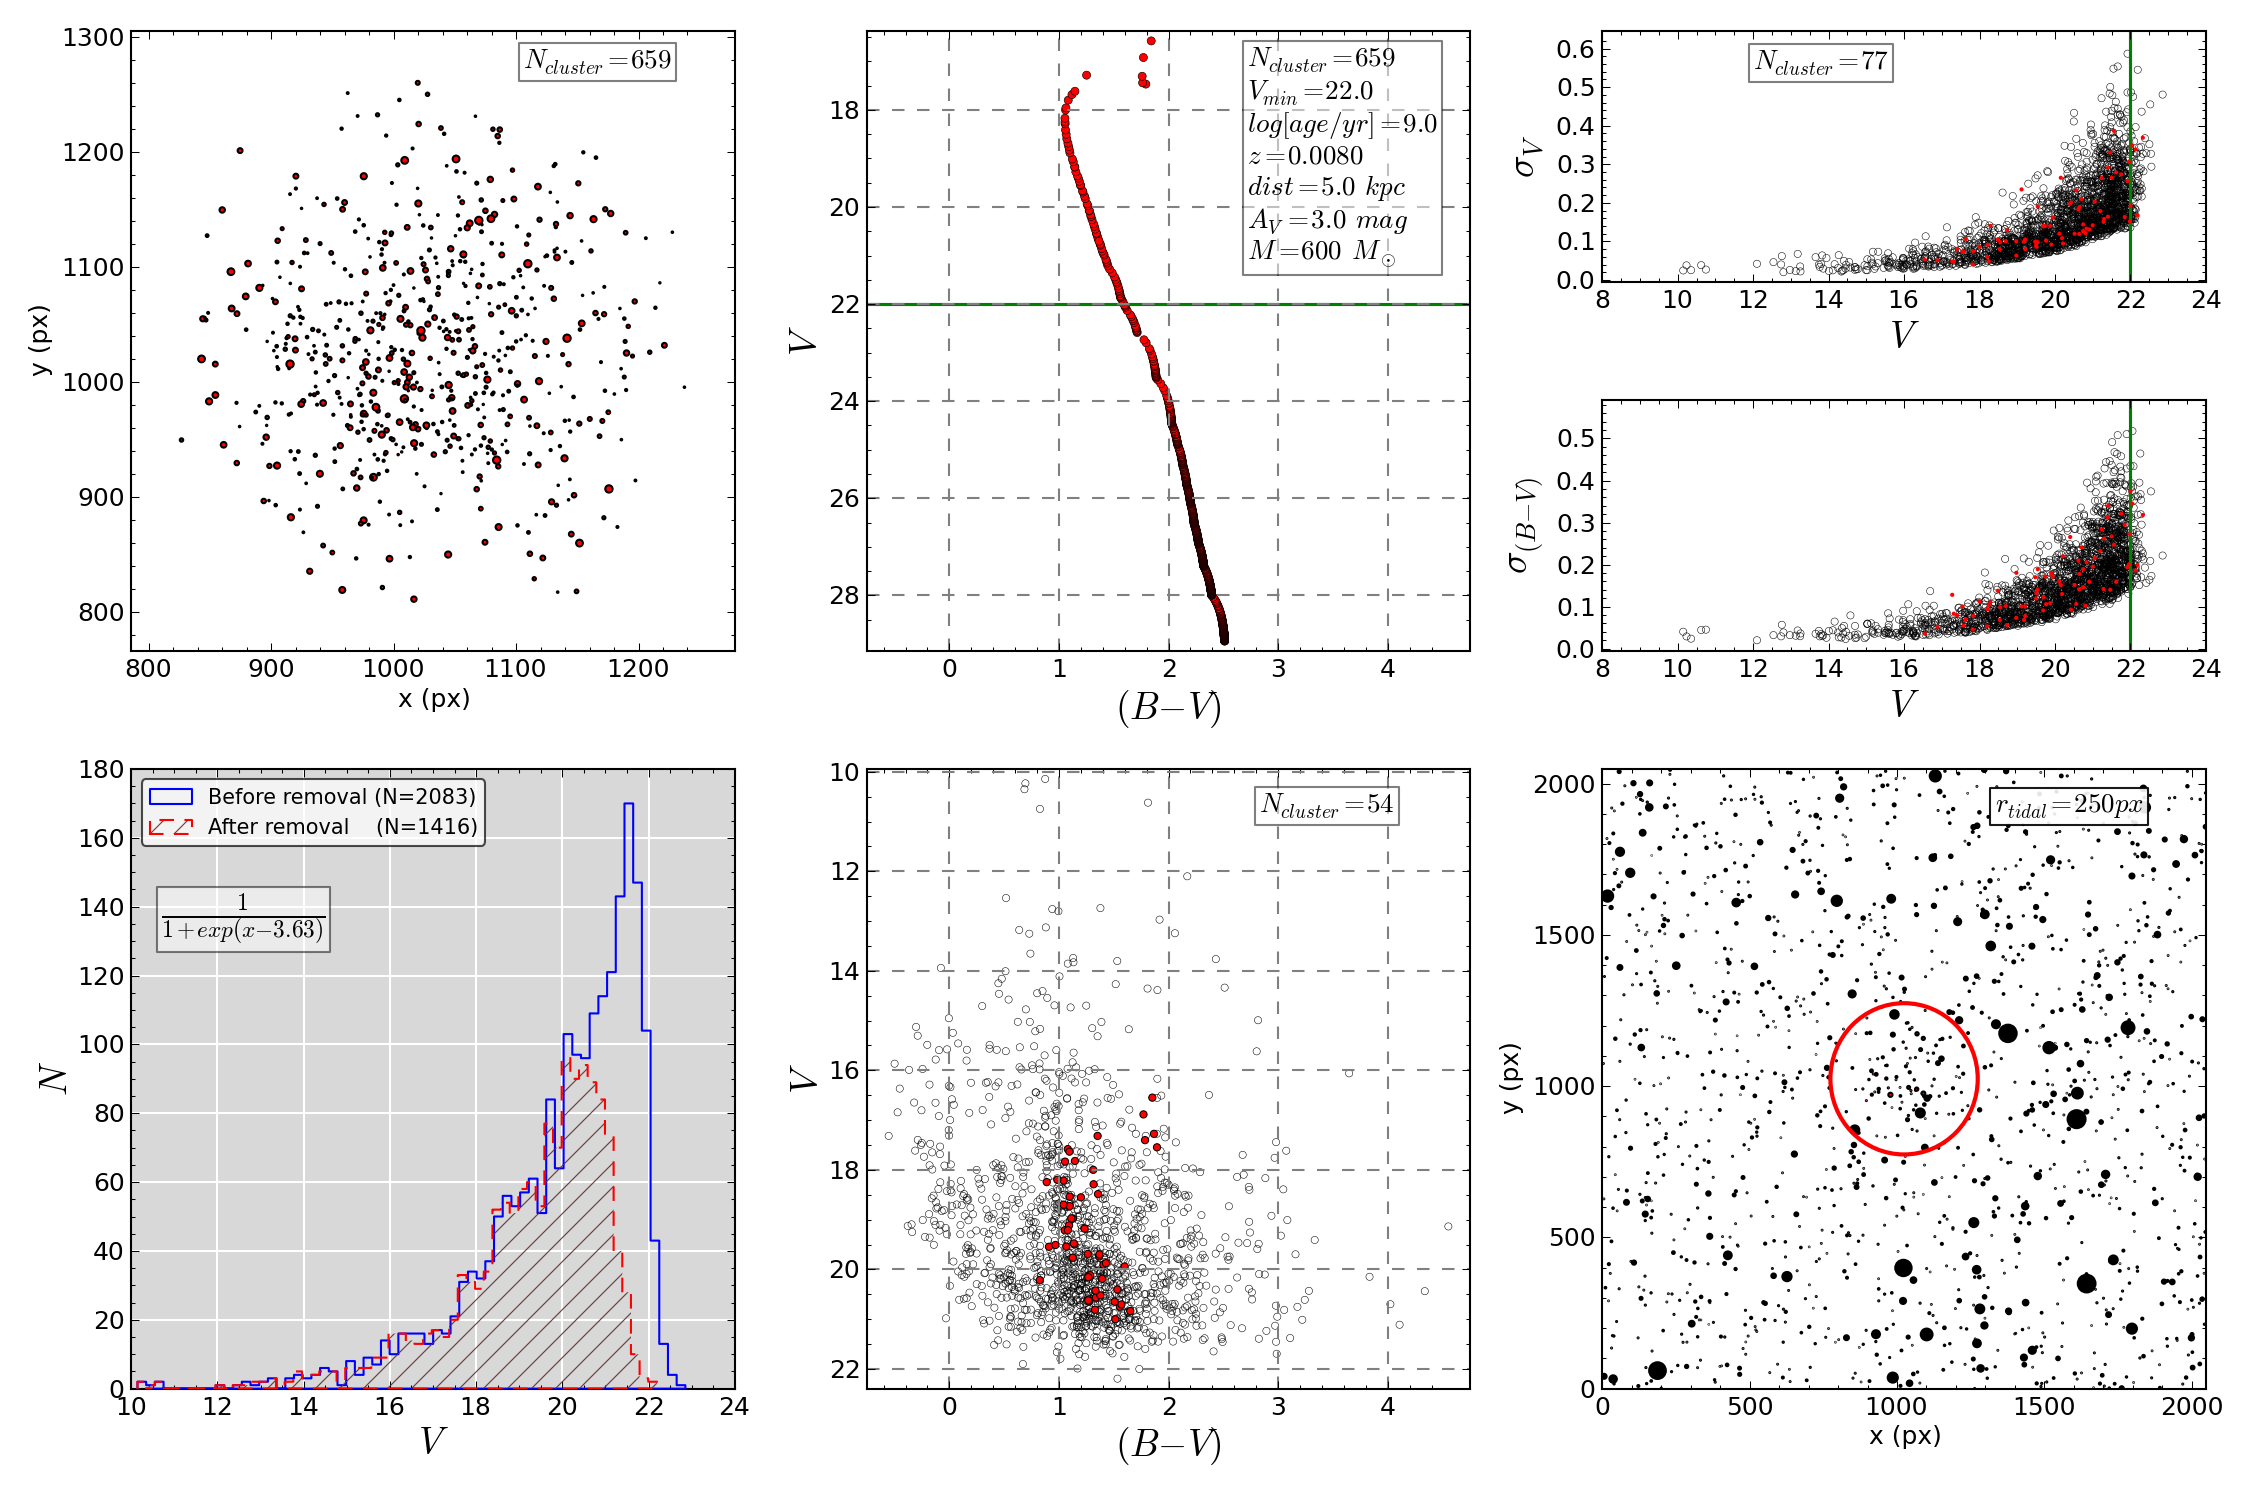 N_cluster=659
1300
1200
1100
1000
900
800
y (px)
800 900 1000 1100 1200
x (px)
N_cluster=659
V_min=22.0
log[age/yr]=9.0
z=0.0080
dist=5.0 kpc
A_V=3.0 mag
M=600 M_⊙
18
20
22
24
26
28
V
0 1 2 3 4
(B−V)
N_cluster=77
0.6
0.5
0.4
0.3
0.2
0.1
0.0
σ_V
8 10 12 14 16 18 20 22 24
V
0.5
0.4
0.3
0.2
0.1
0.0
σ_(B−V)
8 10 12 14 16 18 20 22 24
V
180
160
140
120
100
80
60
40
20
0
N
Before removal (N=2083)
After removal (N=1416)
1
1+exp(x−3.63)
10 12 14 16 18 20 22 24
V
N_cluster=54
10
12
14
16
18
20
22
V
0 1 2 3 4
(B−V)
r_tidal=250px
2000
1500
1000
500
0
y (px)
0 500 1000 1500 2000
x (px)